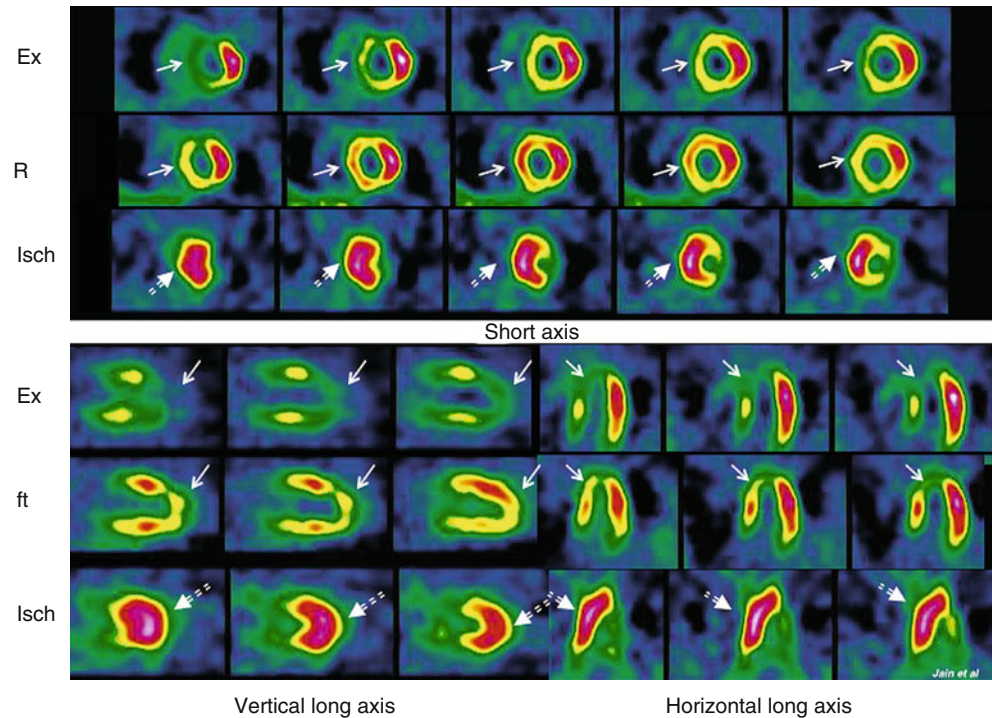 Ex
R
Isch
Short axis
Ex
ft
Isch
Jain et al
Vertical long axis Horizontal long axis